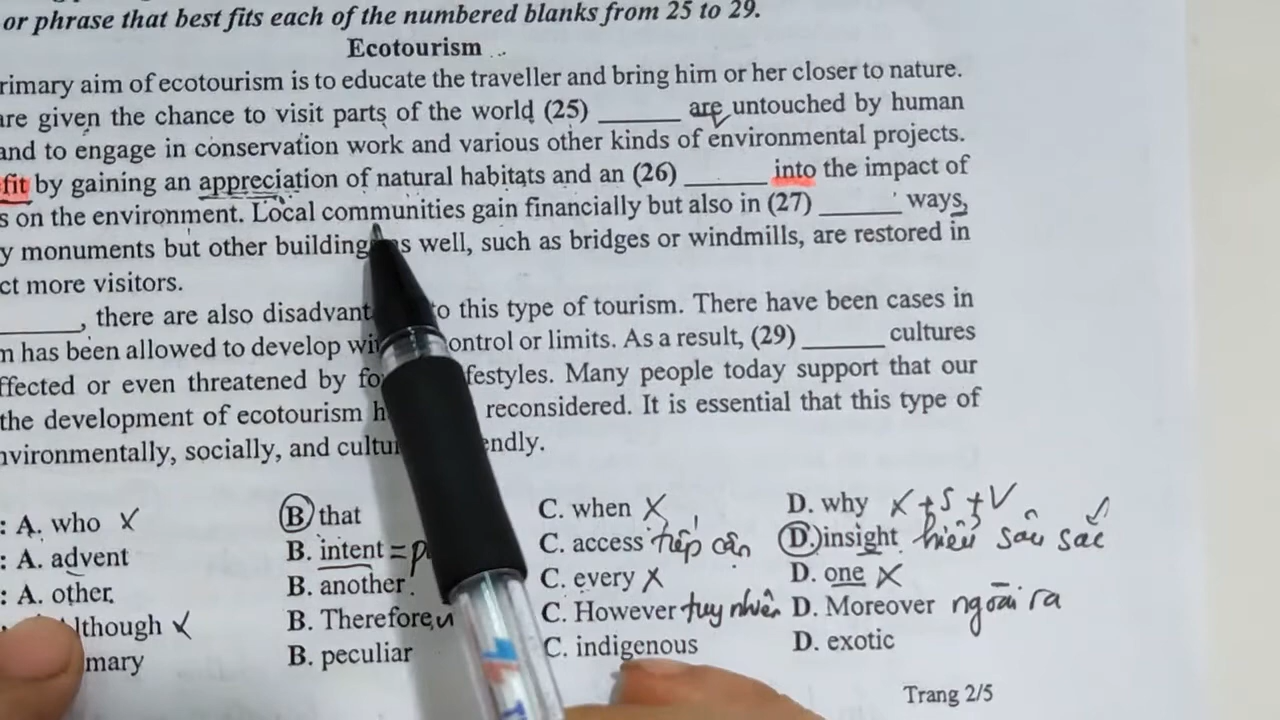 or phrase that best fits each of the numbered blanks from 25 to 29.
Ecotourism
rimary aim of ecotourism is to educate the traveller and bring him or her closer to nature.
are given the chance to visit parts of the world (25) ______ are untouched by human
and to engage in conservation work and various other kinds of environmental projects.
fit by gaining an appreciation of natural habitats and an (26) ______ into the impact of
s on the environment. Local communities gain financially but also in (27) ______ ways,
y monuments but other building as well, such as bridges or windmills, are restored in
ct more visitors.
______, there are also disadvant to this type of tourism. There have been cases in
m has been allowed to develop wi ontrol or limits. As a result, (29) ______ cultures
ffected or even threatened by fo festyles. Many people today support that our
the development of ecotourism h reconsidered. It is essential that this type of
nvironmentally, socially, and cultu endly.
: A. who X B. that C. when X D. why X + S + V
: A. advent B. intent = p C. access tiếp cận D. insight hiểu sâu sắc
: A. other B. another C. every X D. one X
lthough X B. Therefore C. However tuy nhiên D. Moreover ngoài ra
mary B. peculiar C. indigenous D. exotic
Trang 2/5